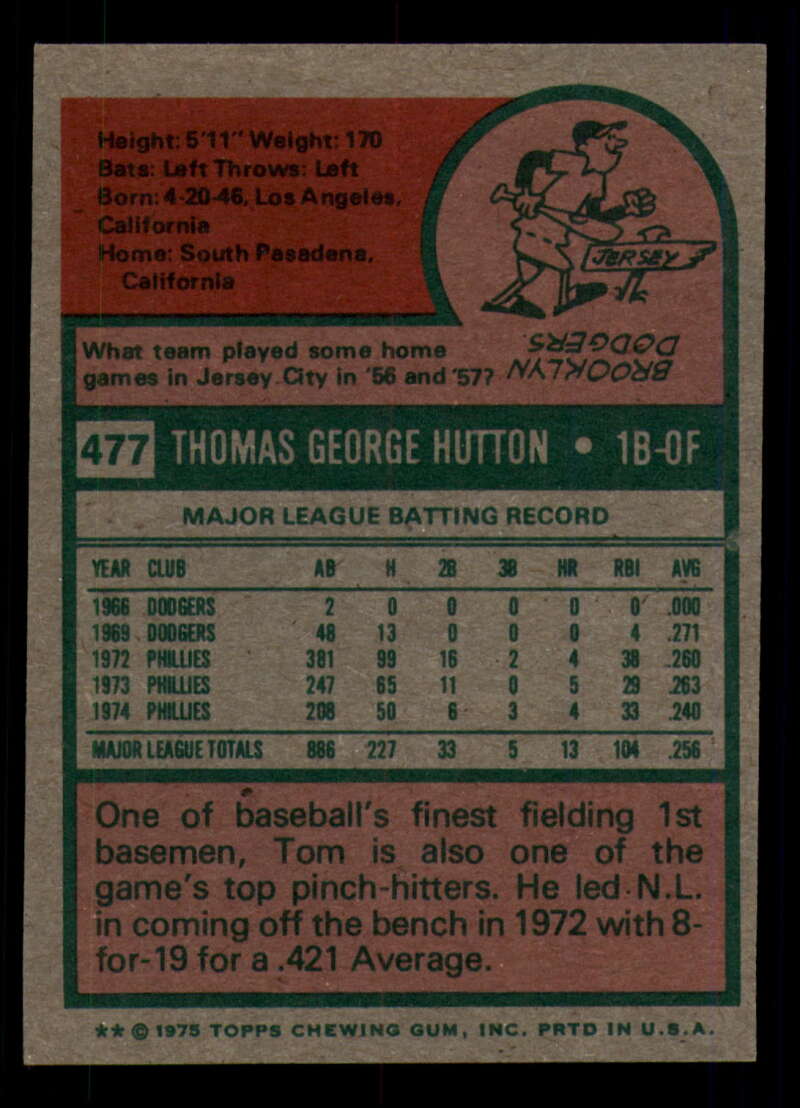 Height: 5'11" Weight: 170
Bats: Left Throws: Left
Born: 4-20-46, Los Angeles,
California
Home: South Pasadena,
California
JERSEY
What team played some home
games in Jersey City in '56 and '57?
BROOKLYN
DODGERS
477 THOMAS GEORGE HUTTON • 1B-OF
MAJOR LEAGUE BATTING RECORD
YEAR CLUB AB H 2B 3B HR RBI AVG
1966 DODGERS 2 0 0 0 0 0 .000
1969 DODGERS 48 13 0 0 0 4 .271
1972 PHILLIES 381 99 16 2 4 38 .260
1973 PHILLIES 247 65 11 0 5 29 .263
1974 PHILLIES 208 50 6 3 4 33 .240
MAJOR LEAGUE TOTALS 886 227 33 5 13 104 .256
One of baseball's finest fielding 1st
basemen, Tom is also one of the
game's top pinch-hitters. He led N.L.
in coming off the bench in 1972 with 8-
for-19 for a .421 Average.
** © 1975 TOPPS CHEWING GUM, INC. PRTD IN U.S.A.